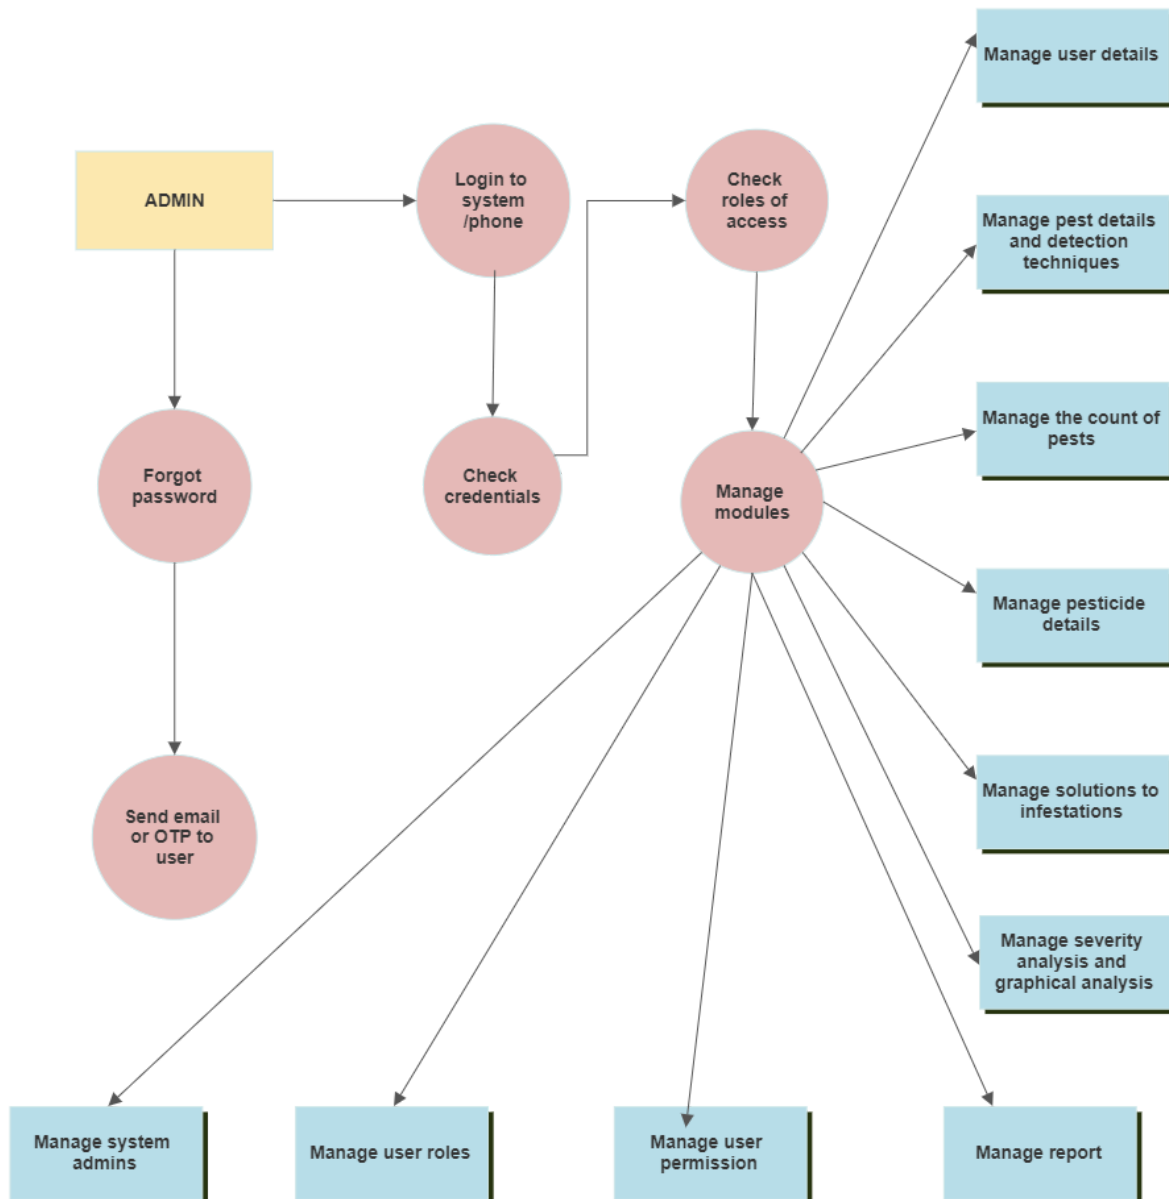 Manage user details
ADMIN
Login to
system
/phone
Check
roles of
access
Manage pest details
and detection
techniques
Manage the count of
pests
Forgot
password
Check
credentials
Manage
modules
Manage pesticide
details
Send email
or OTP to
user
Manage solutions to
infestations
Manage severity
analysis and
graphical analysis
Manage system
admins
Manage user roles
Manage user
permission
Manage report